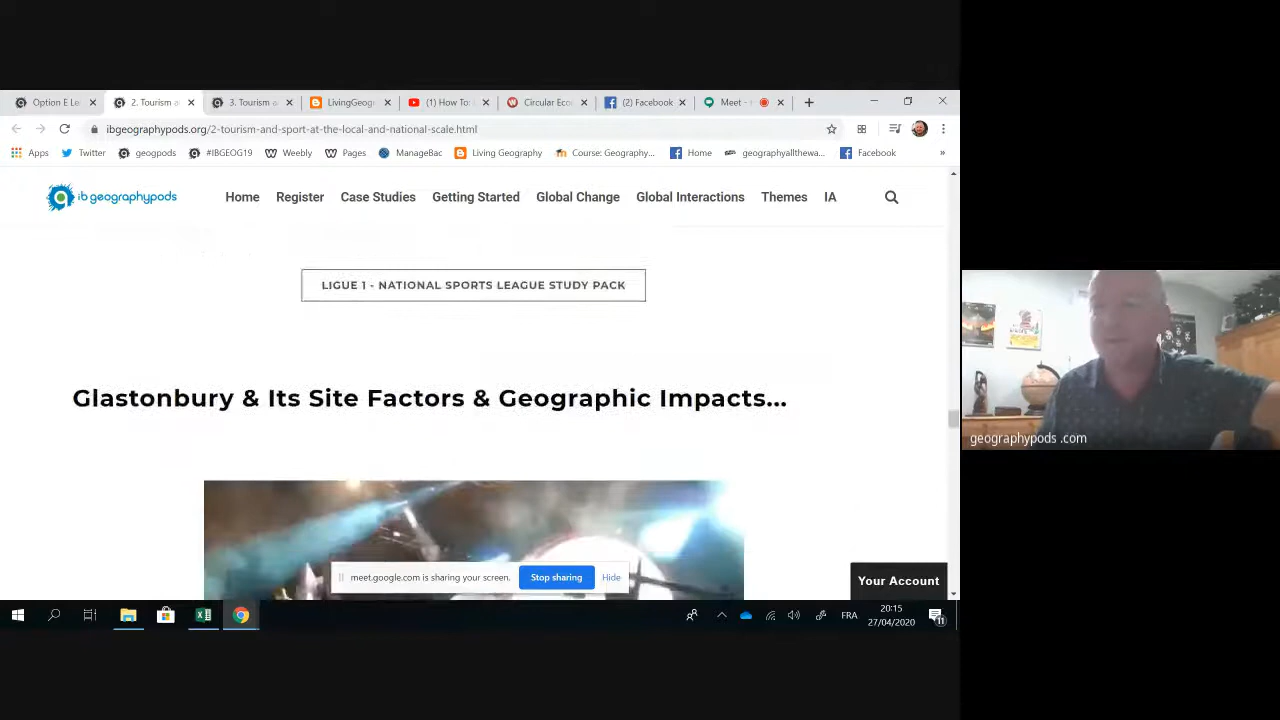 Option E Le
2. Tourism a
3. Tourism o
LivingGeog
(1) How To:
Circular Eco
(2) Facebook
Meet -
ibgeographypods.org/2-tourism-and-sport-at-the-local-and-national-scale.html
Apps Twitter geogpods #IBGEOG19 Weebly Pages ManageBac Living Geography Course: Geography... Home geographyallthewa... Facebook »
ib geographypods Home Register Case Studies Getting Started Global Change Global Interactions Themes IA
LIGUE 1 - NATIONAL SPORTS LEAGUE STUDY PACK
Glastonbury & Its Site Factors & Geographic Impacts...
geographypods .com
meet.google.com is sharing your screen. Stop sharing Hide
Your Account
FRA
20:15
27/04/2020
11